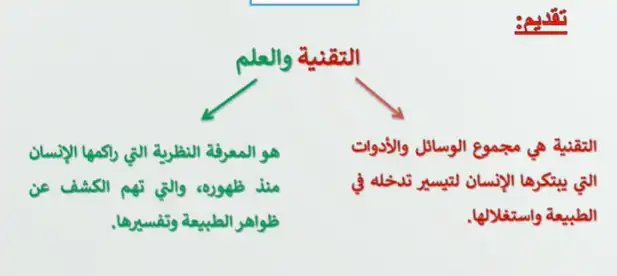 تقديم:
التقنية والعلم
التقنية هي مجموع الوسائل والأدوات
التي يبتكرها الإنسان لتيسير تدخله في
الطبيعة واستغلالها.
هو المعرفة النظرية التي راكمها الإنسان
منذ ظهوره، والتي تهم الكشف عن
ظواهر الطبيعة وتفسيرها.